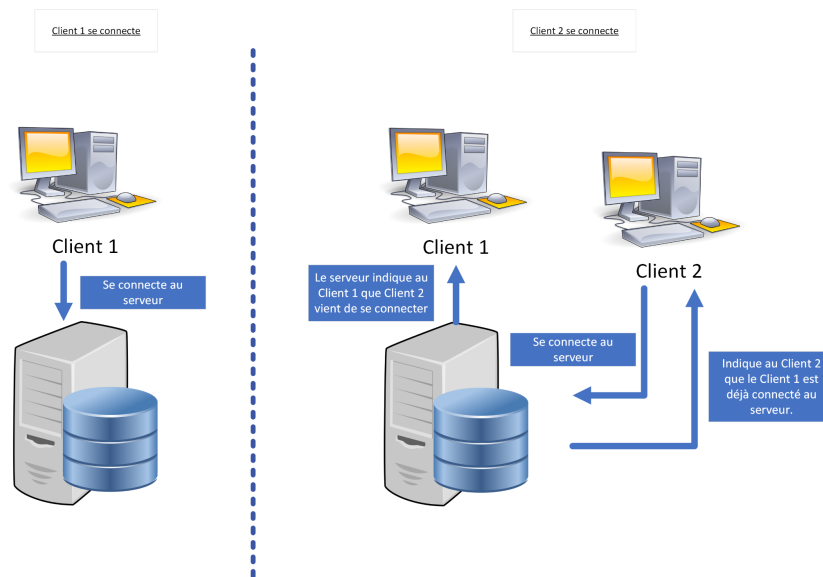 Client 1 se connecte
Client 2 se connecte
Client 1
Se connecte au
serveur
Client 1
Client 2
Le serveur indique au
Client 1 que Client 2
vient de se connecter
Se connecte au
serveur
Indique au Client 2
que le Client 1 est
déjà connecté au
serveur.